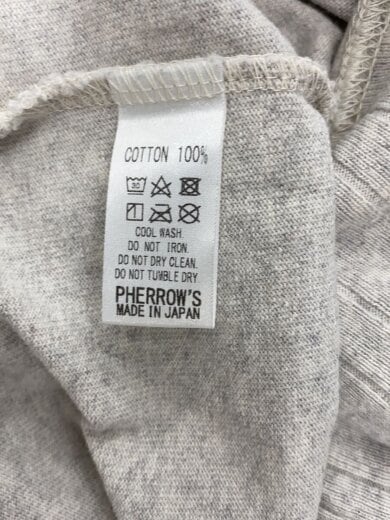 COTTON 100%
30
COOL WASH
DO NOT IRON.
DO NOT DRY CLEAN.
DO NOT TUMBLE DRY.
PHERROW'S
MADE IN JAPAN